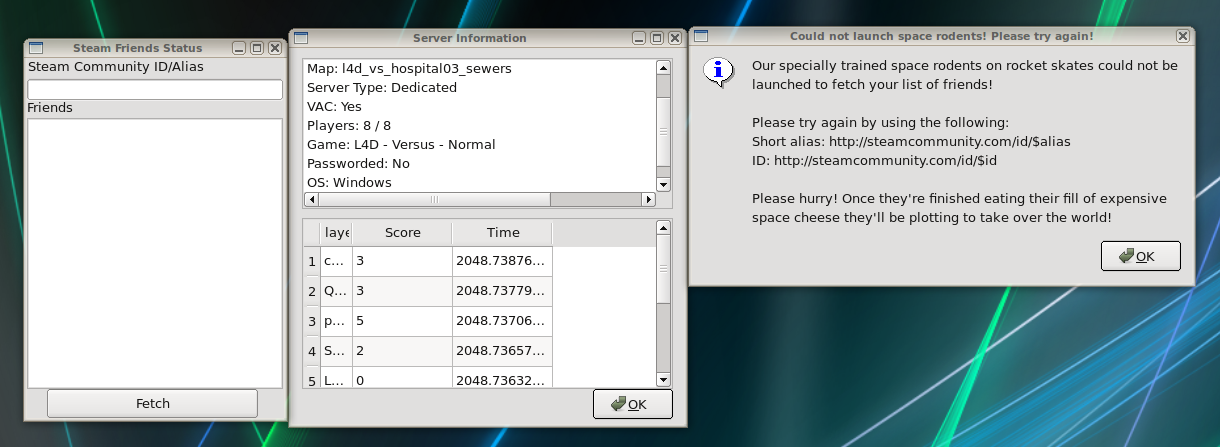 Steam Friends Status
Steam Community ID/Alias
Friends
Fetch
Server Information
Map: l4d_vs_hospital03_sewers
Server Type: Dedicated
VAC: Yes
Players: 8 / 8
Game: L4D - Versus - Normal
Passworded: No
OS: Windows
laye Score Time
1 c... 3 2048.73876...
2 Q... 3 2048.73779...
3 p... 5 2048.73706...
4 S... 2 2048.73657...
5 L... 0 2048.73632...
OK
Could not launch space rodents! Please try again!
Our specially trained space rodents on rocket skates could not be
launched to fetch your list of friends!
Please try again by using the following:
Short alias: http://steamcommunity.com/id/$alias
ID: http://steamcommunity.com/id/$id
Please hurry! Once they're finished eating their fill of expensive
space cheese they'll be plotting to take over the world!
OK